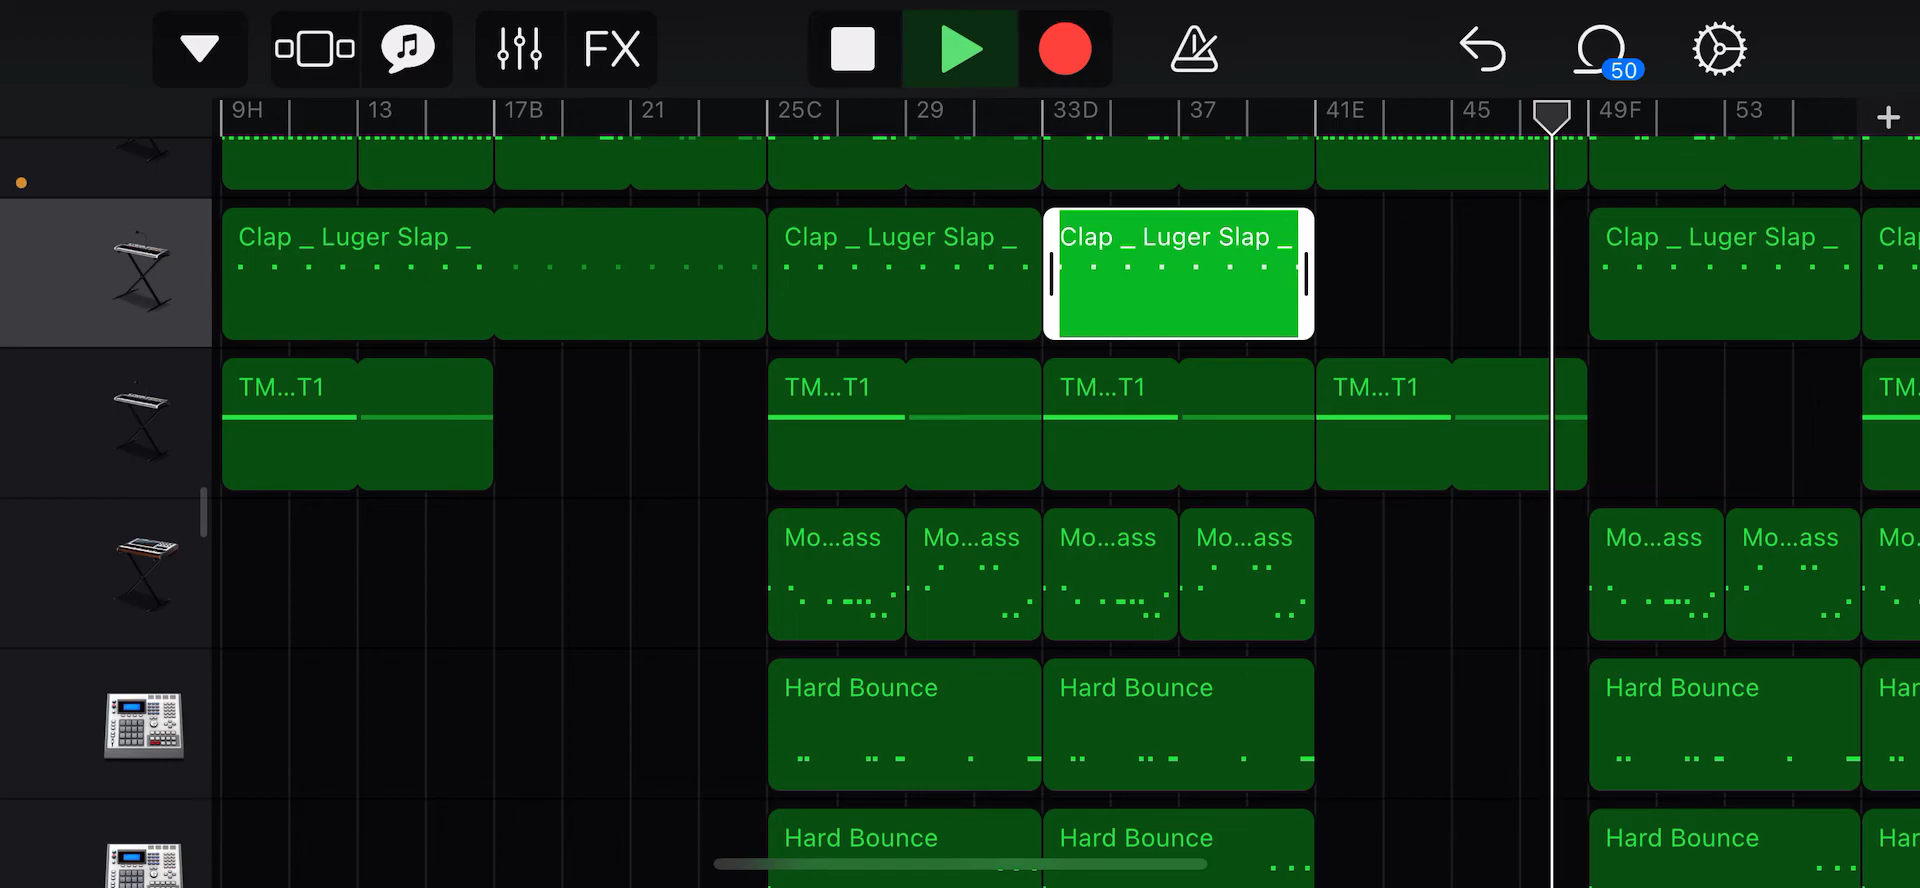 FX
50
9H 13 17B 21 25C 29 33D 37 41E 45 49F 53 +
Clap _ Luger Slap _ Clap _ Luger Slap _ Clap _ Luger Slap _ Clap _ Luger Slap _ Cla
TM...T1 TM...T1 TM...T1 TM...T1 TM.
Mo...ass Mo...ass Mo...ass Mo...ass Mo...ass Mo...ass Mo.
Hard Bounce Hard Bounce Hard Bounce Har
Hard Bounce Hard Bounce Hard Bounce Har